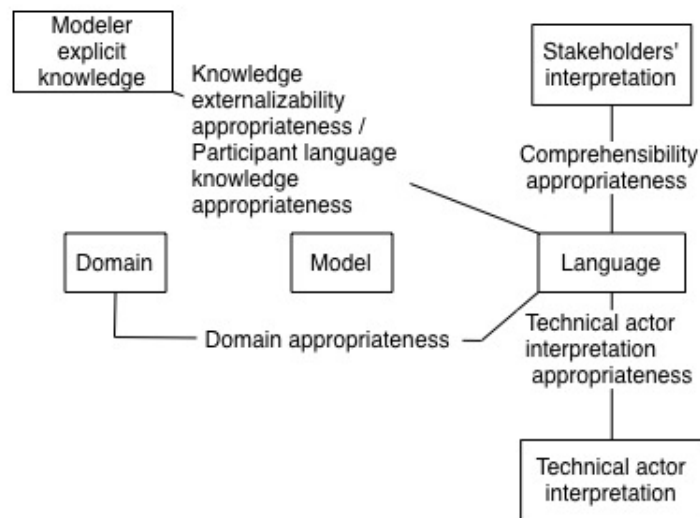 Modeler
explicit
knowledge
Knowledge
externalizability
appropriateness /
Participant language
knowledge
appropriateness
Stakeholders'
interpretation
Comprehensibility
appropriateness
Domain
Model
Language
Domain appropriateness
Technical actor
interpretation
appropriateness
Technical actor
interpretation